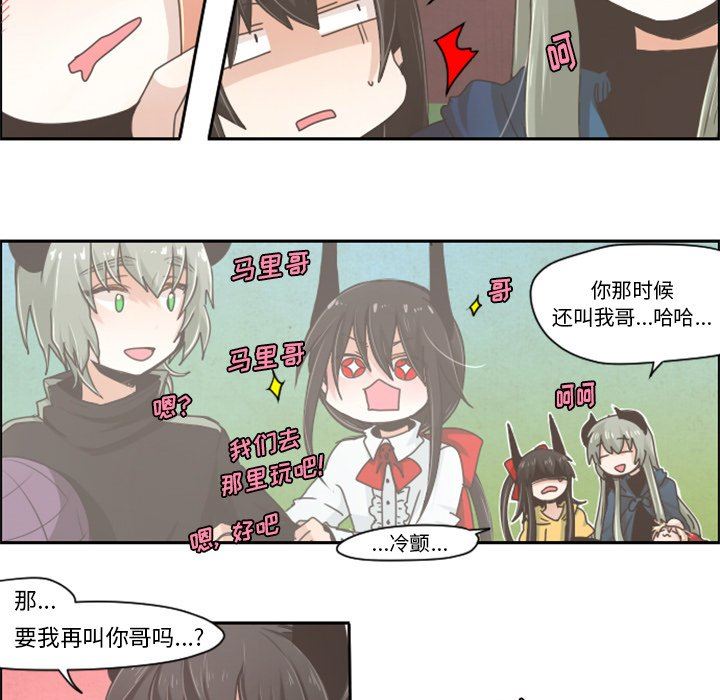 呵
马里哥
哥
你那时候
还叫我哥...哈哈...
马里哥
嗯?
呵呵
我们去
那里玩吧!
嗯, 好吧
...冷颤...
那...
要我再叫你哥吗...?